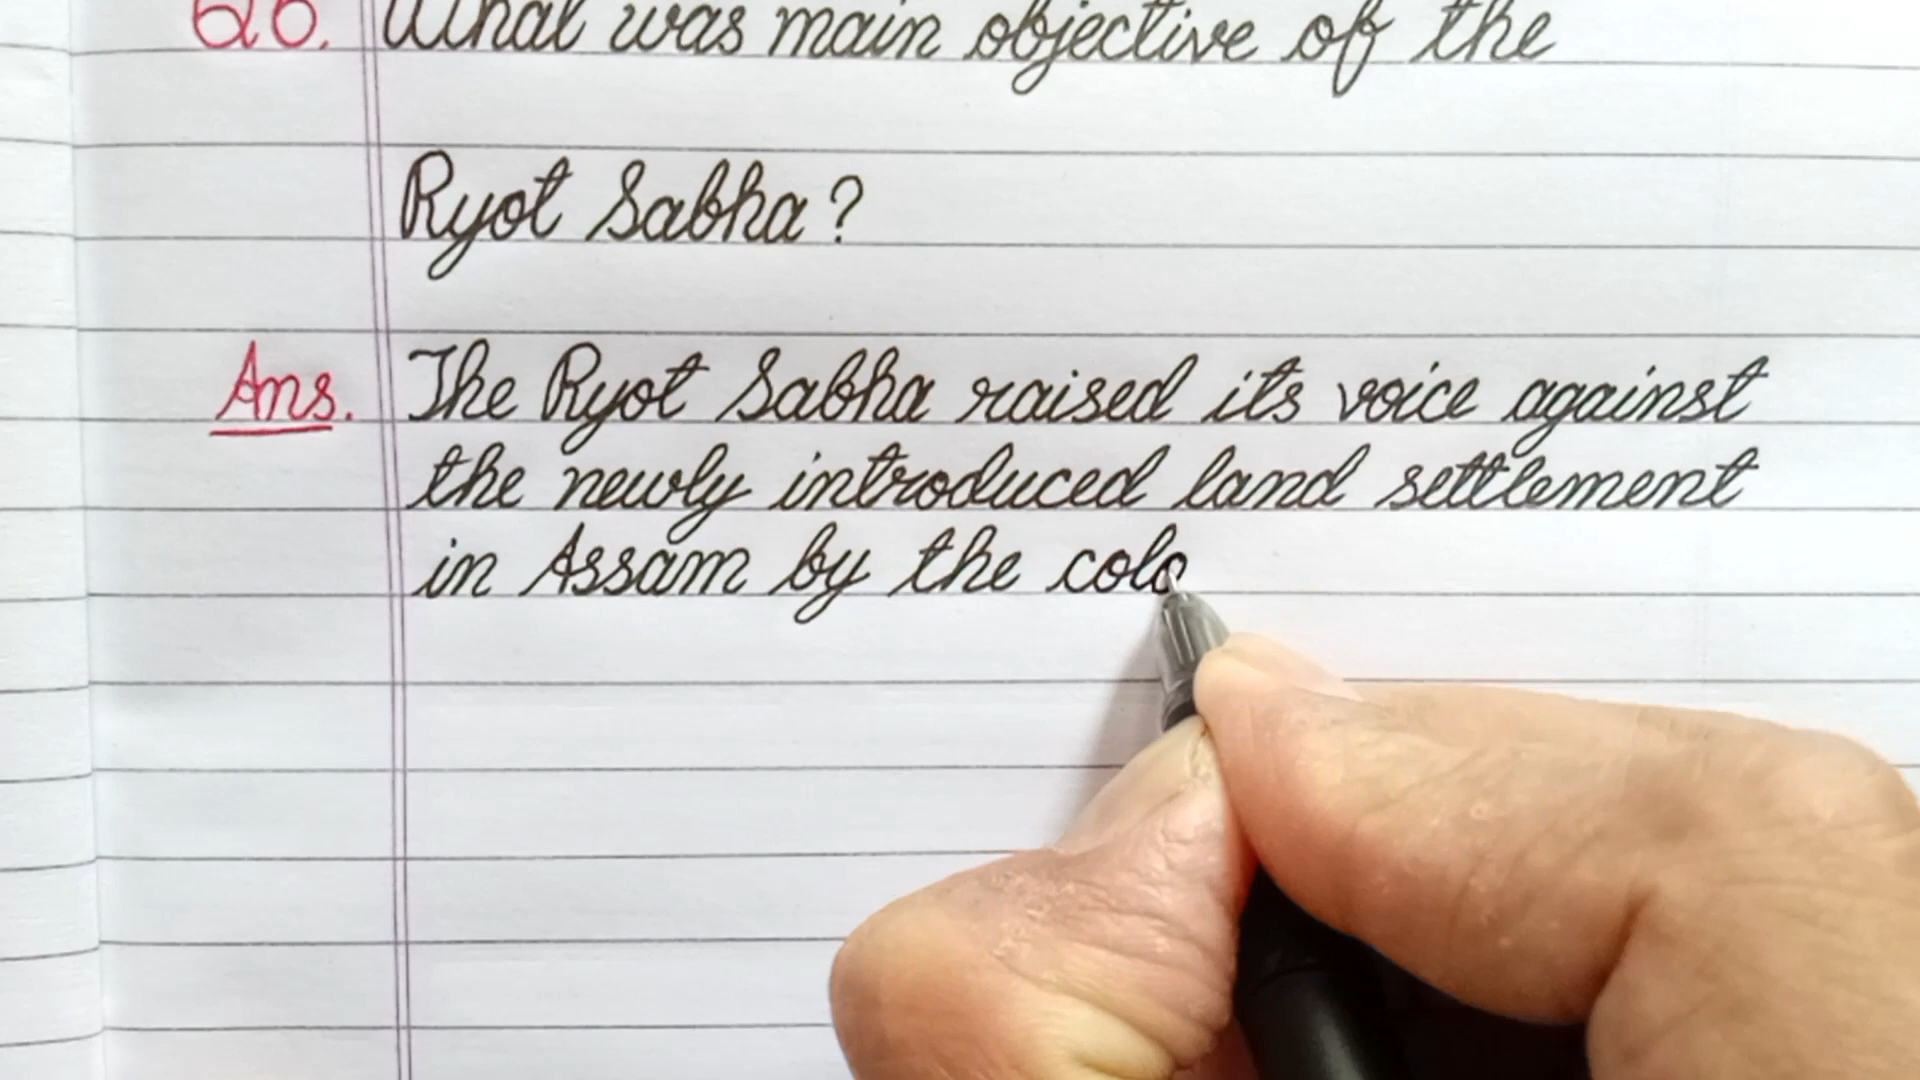 Q6. What was main objective of the
Ryot Sabha?
Ans. The Ryot Sabha raised its voice against
the newly introduced land settlement
in Assam by the colo